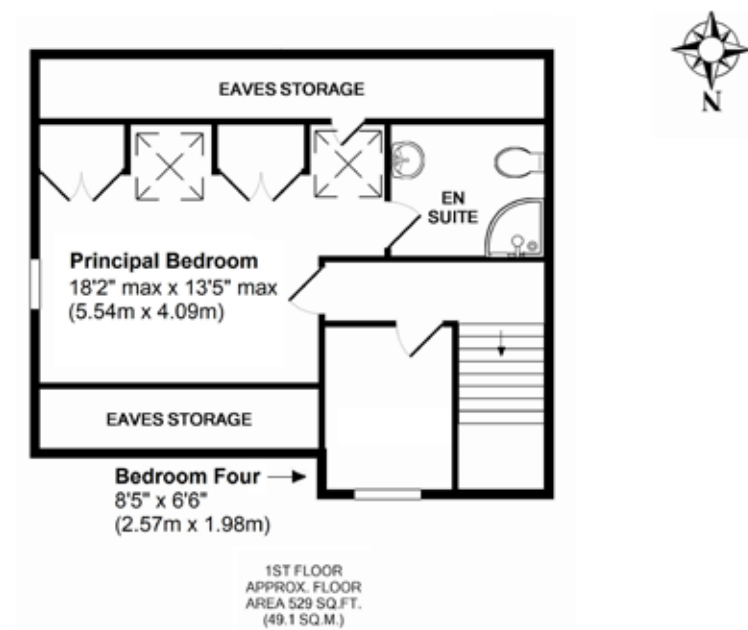 EAVES STORAGE
N
EN
SUITE
Principal Bedroom
18'2" max x 13'5" max
(5.54m x 4.09m)
EAVES STORAGE
Bedroom Four
8'5" x 6'6"
(2.57m x 1.98m)
1ST FLOOR
APPROX. FLOOR
AREA 529 SQ.FT.
(49.1 SQ.M.)